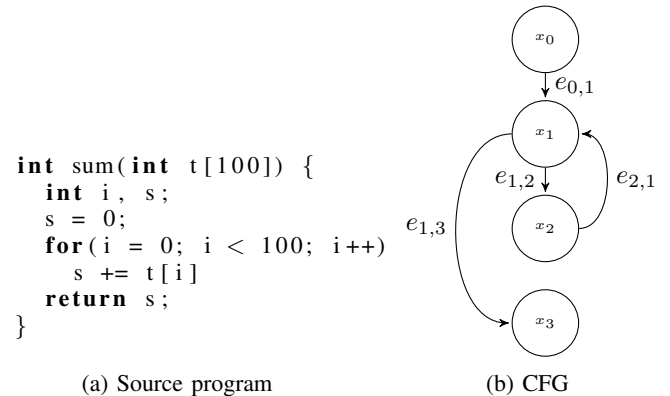 int sum(int t[100]) {
int i, s;
s = 0;
for(i = 0; i < 100; i++)
s += t[i]
return s;
}
(a) Source program
x0
e0,1
x1
e1,2
e2,1
x2
e1,3
x3
(b) CFG